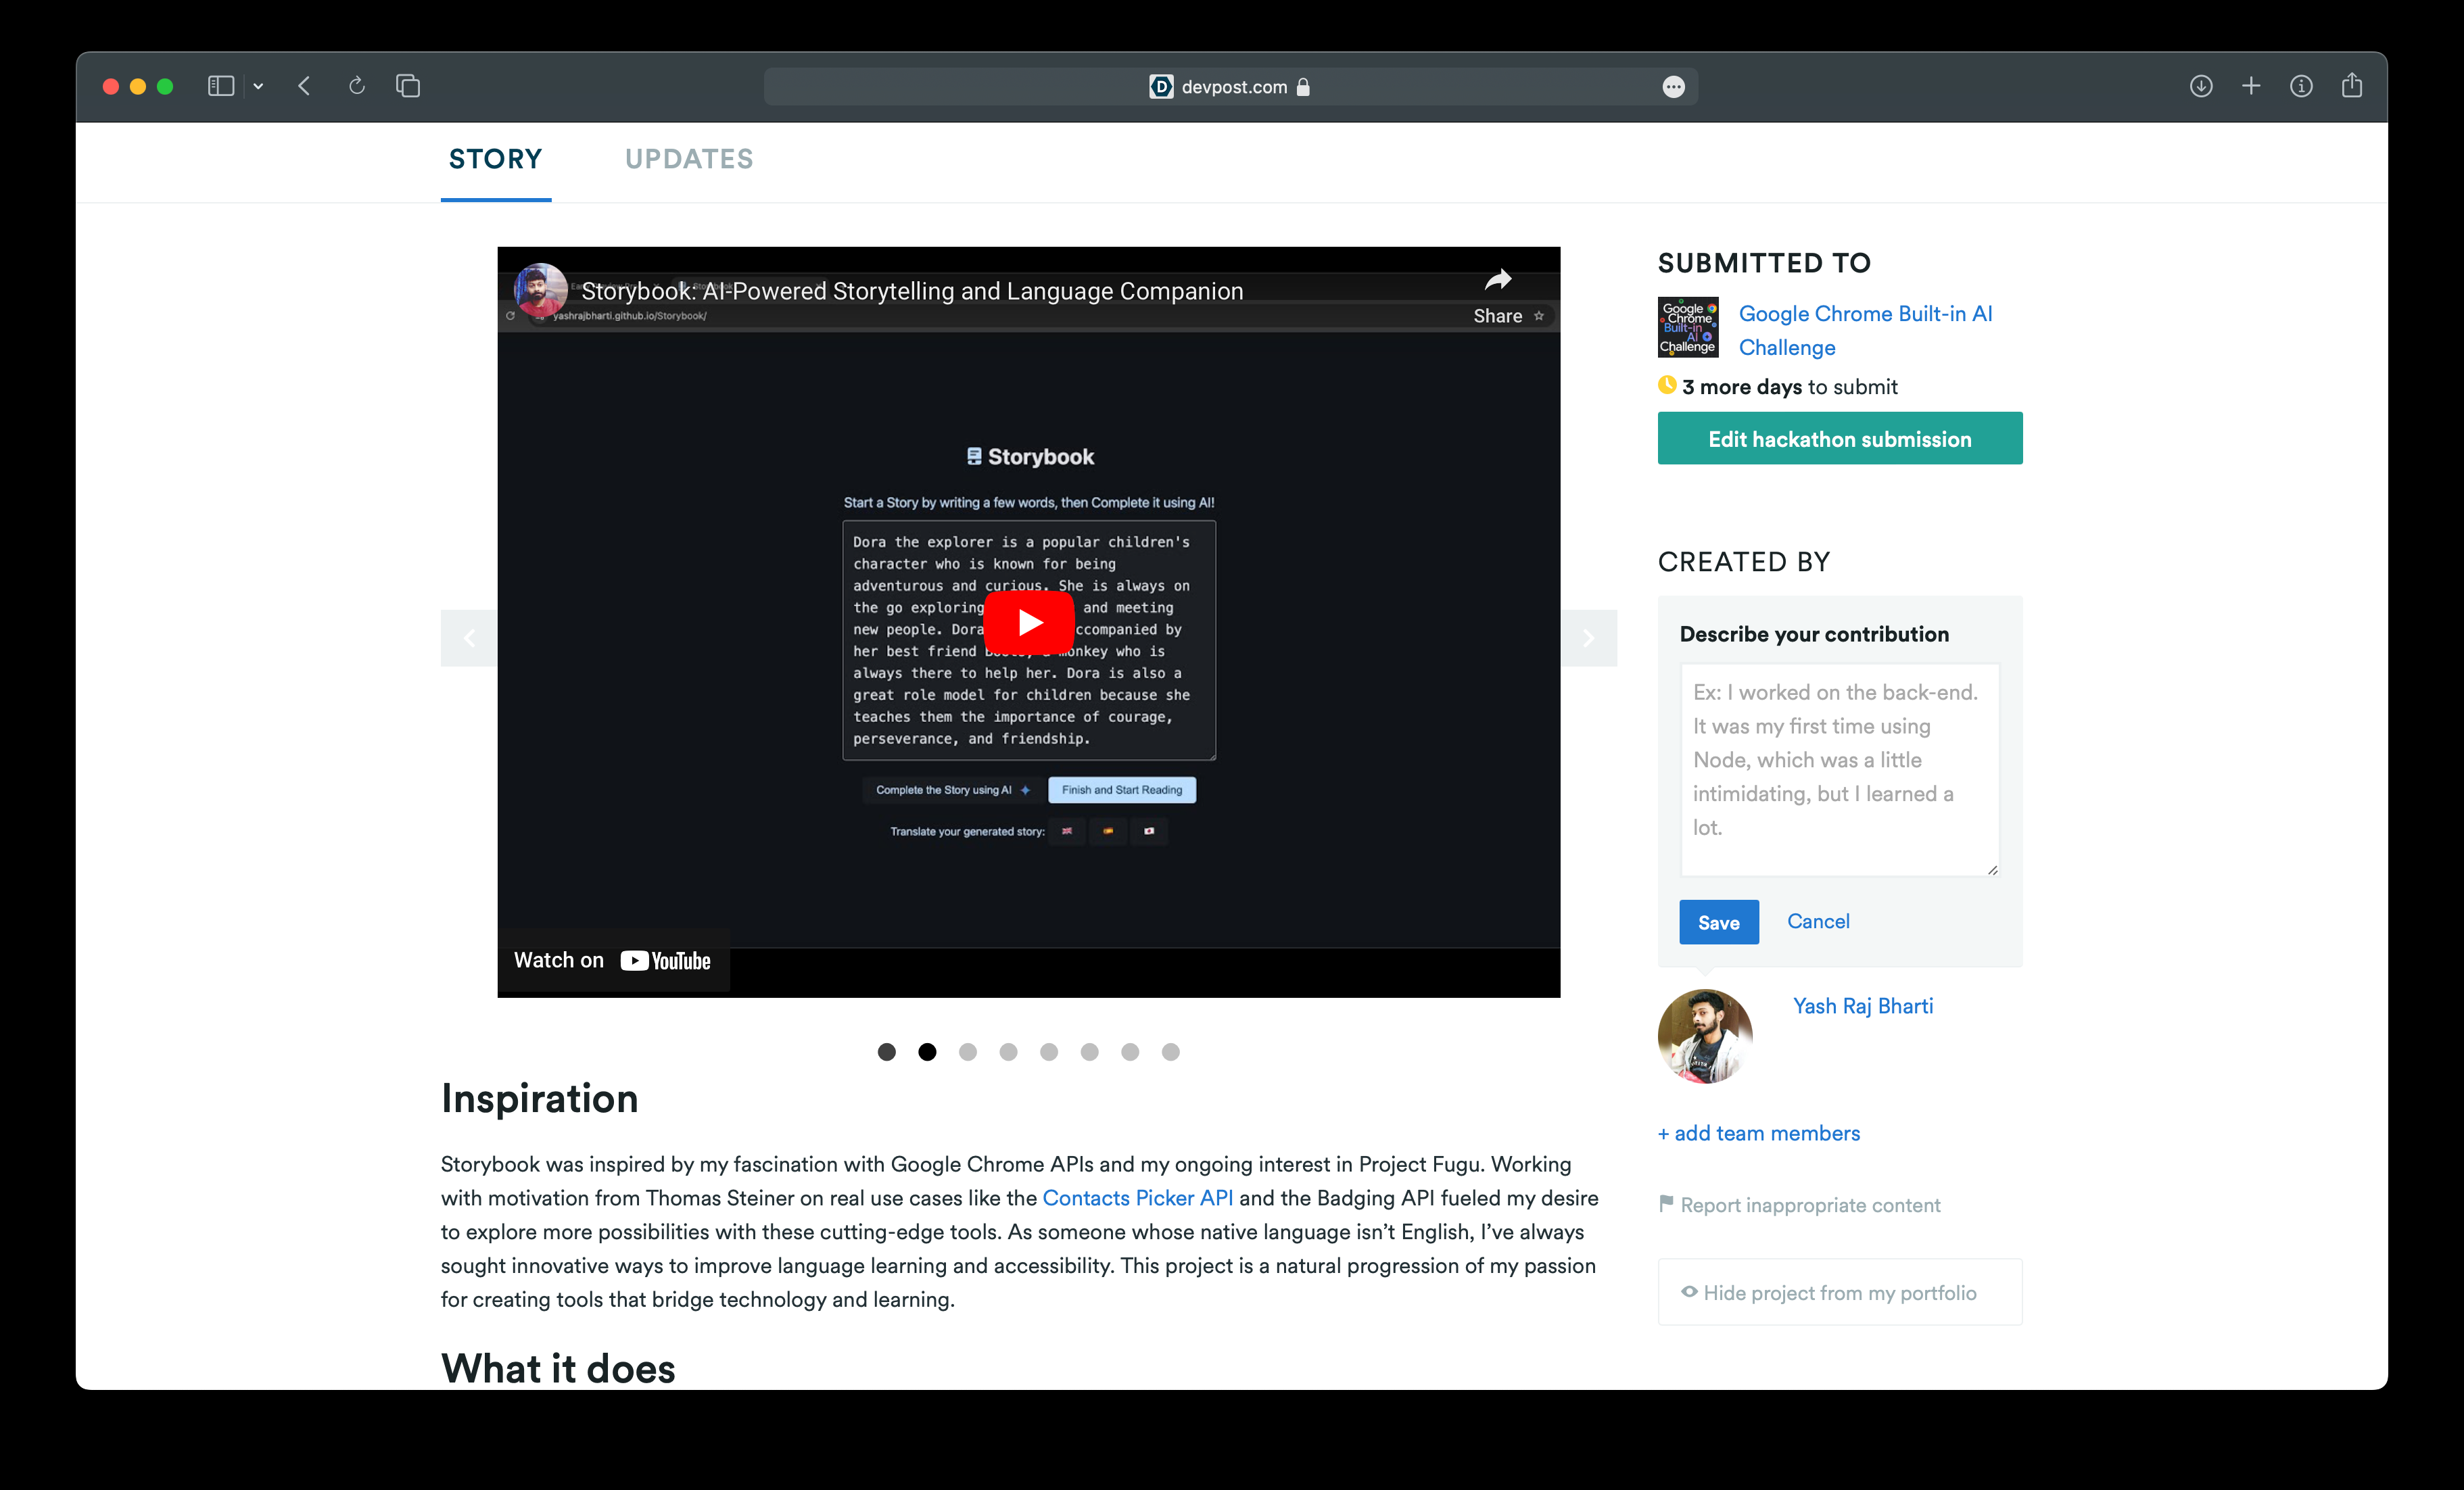 devpost.com
STORY
UPDATES
Storybook: AI-Powered Storytelling and Language Companion
yashrajbharti.github.io/Storybook/
Share
Storybook
Start a Story by writing a few words, then Complete it using AI!
Dora the explorer is a popular children's
character who is known for being
adventurous and curious. She is always on
the go exploring and meeting
new people. Dora ccompanied by
her best friend monkey who is
always there to help her. Dora is also a
great role model for children because she
teaches them the importance of courage,
perseverance, and friendship.
Complete the Story using AI
Finish and Start Reading
Translate your generated story:
Watch on YouTube
Inspiration
Storybook was inspired by my fascination with Google Chrome APIs and my ongoing interest in Project Fugu. Working
with motivation from Thomas Steiner on real use cases like the Contacts Picker API and the Badging API fueled my desire
to explore more possibilities with these cutting-edge tools. As someone whose native language isn’t English, I’ve always
sought innovative ways to improve language learning and accessibility. This project is a natural progression of my passion
for creating tools that bridge technology and learning.
What it does
SUBMITTED TO
Google
Chrome
Built-in
AI
Challenge
Google Chrome Built-in AI
Challenge
3 more days to submit
Edit hackathon submission
CREATED BY
Describe your contribution
Ex: I worked on the back-end.
It was my first time using
Node, which was a little
intimidating, but I learned a
lot.
Save
Cancel
Yash Raj Bharti
+ add team members
Report inappropriate content
Hide project from my portfolio